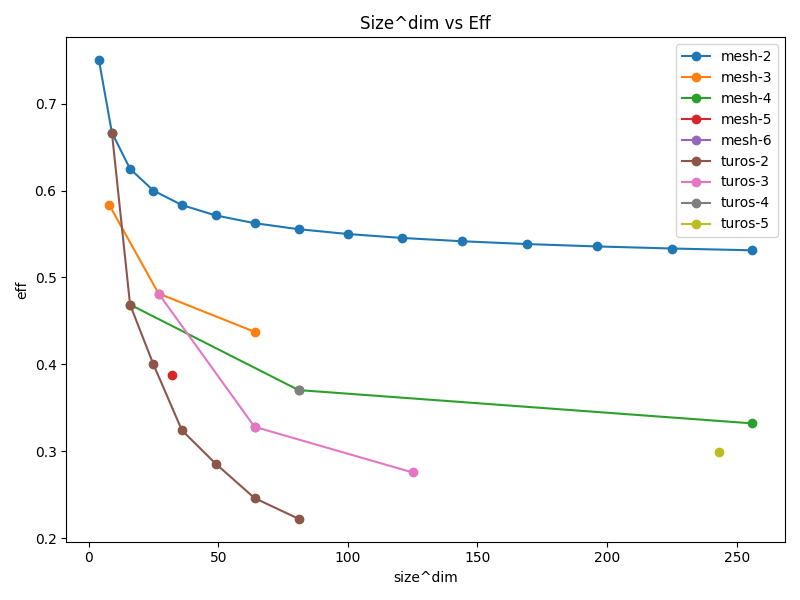 Size^dim vs Eff
mesh-2
mesh-3
mesh-4
mesh-5
mesh-6
turos-2
turos-3
turos-4
turos-5
eff
0.7
0.6
0.5
0.4
0.3
0.2
0
50
100
150
200
250
size^dim